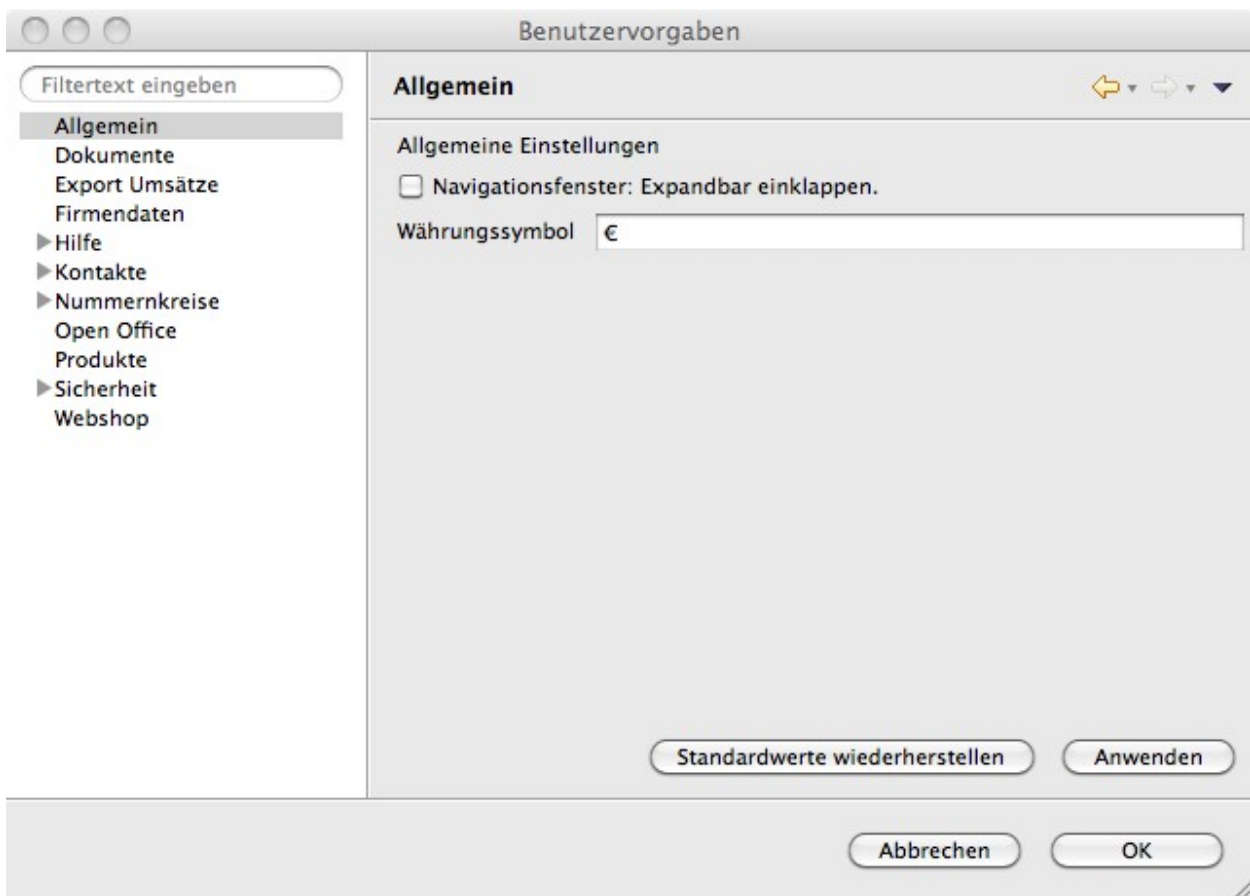 Benutzervorgaben
Filtertext eingeben
Allgemein
Dokumente
Export Umsätze
Firmendaten
Hilfe
Kontakte
Nummernkreise
Open Office
Produkte
Sicherheit
Webshop
Allgemein
Allgemeine Einstellungen
Navigationsfenster: Expandbar einklappen.
Währungssymbol €
Standardwerte wiederherstellen Anwenden
Abbrechen OK